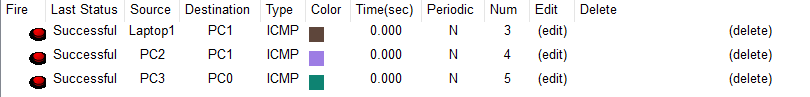 Fire Last Status Source Destination Type Color Time(sec) Periodic Num Edit Delete
Successful Laptop1 PC1 ICMP 0.000 N 3 (edit) (delete)
Successful PC2 PC1 ICMP 0.000 N 4 (edit) (delete)
Successful PC3 PC0 ICMP 0.000 N 5 (edit) (delete)